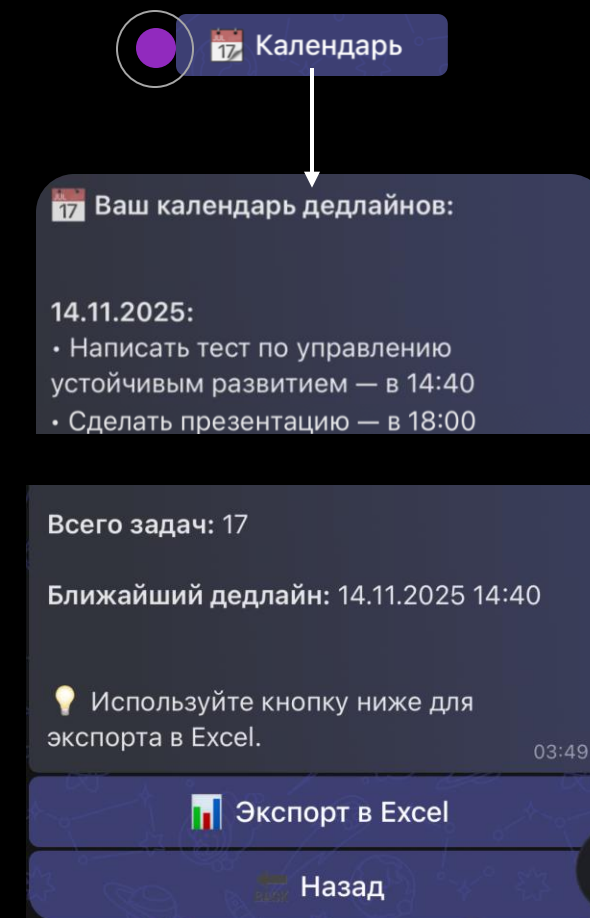 Календарь
Ваш календарь дедлайнов:
14.11.2025:
• Написать тест по управлению
устойчивым развитием — в 14:40
• Сделать презентацию — в 18:00
Всего задач: 17
Ближайший дедлайн: 14.11.2025 14:40
Используйте кнопку ниже для
экспорта в Excel.
03:49
Экспорт в Excel
Назад